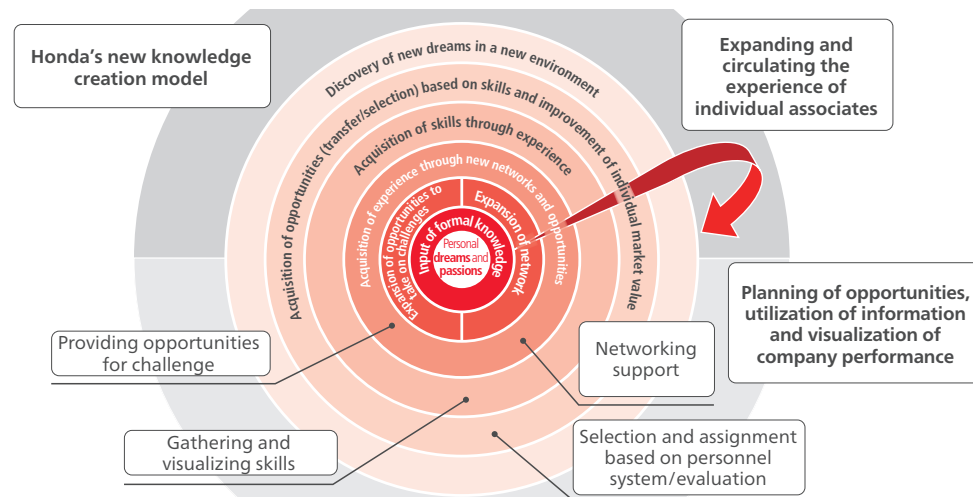 Honda's new knowledge
creation model
Expanding and
circulating the
experience of
individual associates
Discovery of new dreams in a new environment
Acquisition of opportunities (transfer/selection) based on skills and improvement of individual market value
Acquisition of skills through experience
Acquisition of experience through new networks and opportunities
Expansion of opportunities to
take on challenges
Expansion of network
Input of formal knowledge
Personal
dreams and
passions
Planning of opportunities,
utilization of information
and visualization of
company performance
Providing opportunities
for challenge
Networking
support
Gathering and
visualizing skills
Selection and assignment
based on personnel
system/evaluation